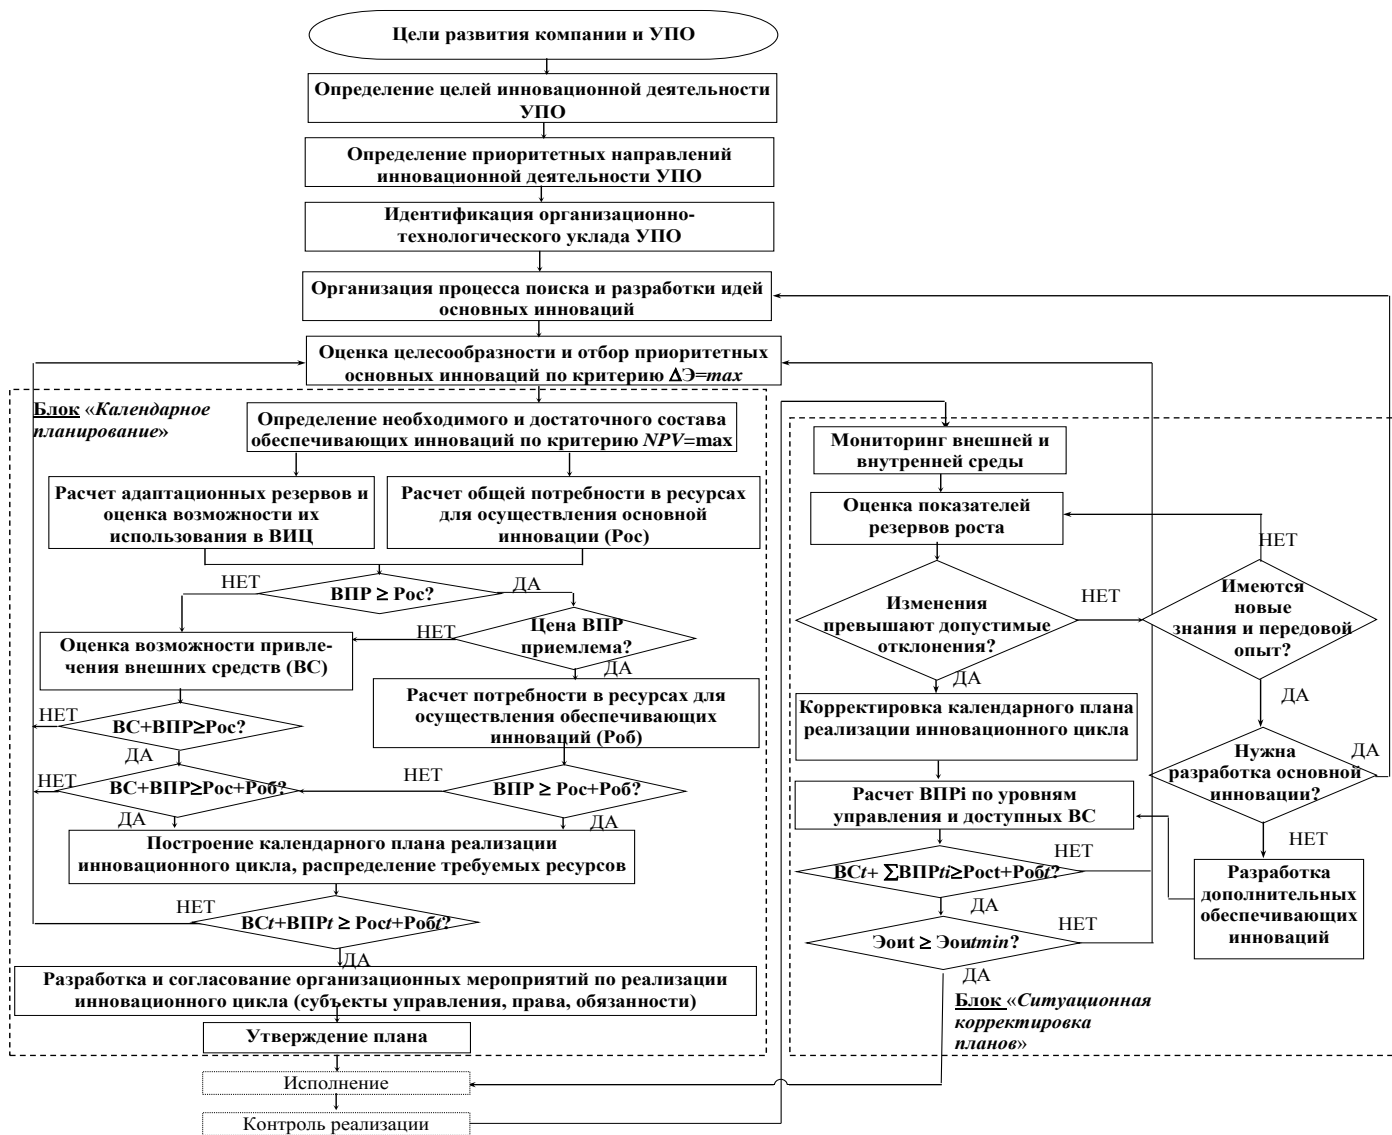 Цели развития компании и УПО
Определение целей инновационной деятельности
УПО
Определение приоритетных направлений
инновационной деятельности УПО
Идентификация организационно-
технологического уклада УПО
Организация процесса поиска и разработки идей
основных инноваций
Оценка целесообразности и отбор приоритетных
основных инноваций по критерию ΔЭ=max
Блок «Календарное
планирование»
Определение необходимого и достаточного состава
обеспечивающих инноваций по критерию NPV=max
Расчет адаптационных резервов и
оценка возможности их
использования в ВИЦ
Расчет общей потребности в ресурсах
для осуществления основной
инновации (Рос)
НЕТ
ВПР ≥ Рос?
ДА
Оценка возможности привле-
чения внешних средств (ВС)
НЕТ
Цена ВПР
приемлема?
ДА
Расчет потребности в ресурсах для
осуществления обеспечивающих
инноваций (Роб)
НЕТ
ВС+ВПР≥Рос?
ДА
НЕТ
ВС+ВПР≥Рос+Роб?
НЕТ
ВПР ≥ Рос+Роб?
ДА
ДА
Построение календарного плана реализации
инновационного цикла, распределение требуемых ресурсов
НЕТ
ВСt+ВПРt ≥ Росt+Робt?
ДА
Разработка и согласование организационных мероприятий по реализации
инновационного цикла (субъекты управления, права, обязанности)
Утверждение плана
Исполнение
Контроль реализации
Мониторинг внешней и
внутренней среды
Оценка показателей
резервов роста
Изменения
превышают допустимые
отклонения?
НЕТ
ДА
НЕТ
Имеются
новые
знания и передовой
опыт?
ДА
Корректировка календарного плана
реализации инновационного цикла
Нужна
разработка основной
инновации?
ДА
НЕТ
Расчет ВПРi по уровням
управления и доступных ВС
ВСt+ ∑ВПРti≥Росt+Робt?
НЕТ
ДА
Разработка
дополнительных
обеспечивающих
инноваций
Эоиt ≥ Эоиtmin?
НЕТ
ДА
Блок «Ситуационная
корректировка
планов»